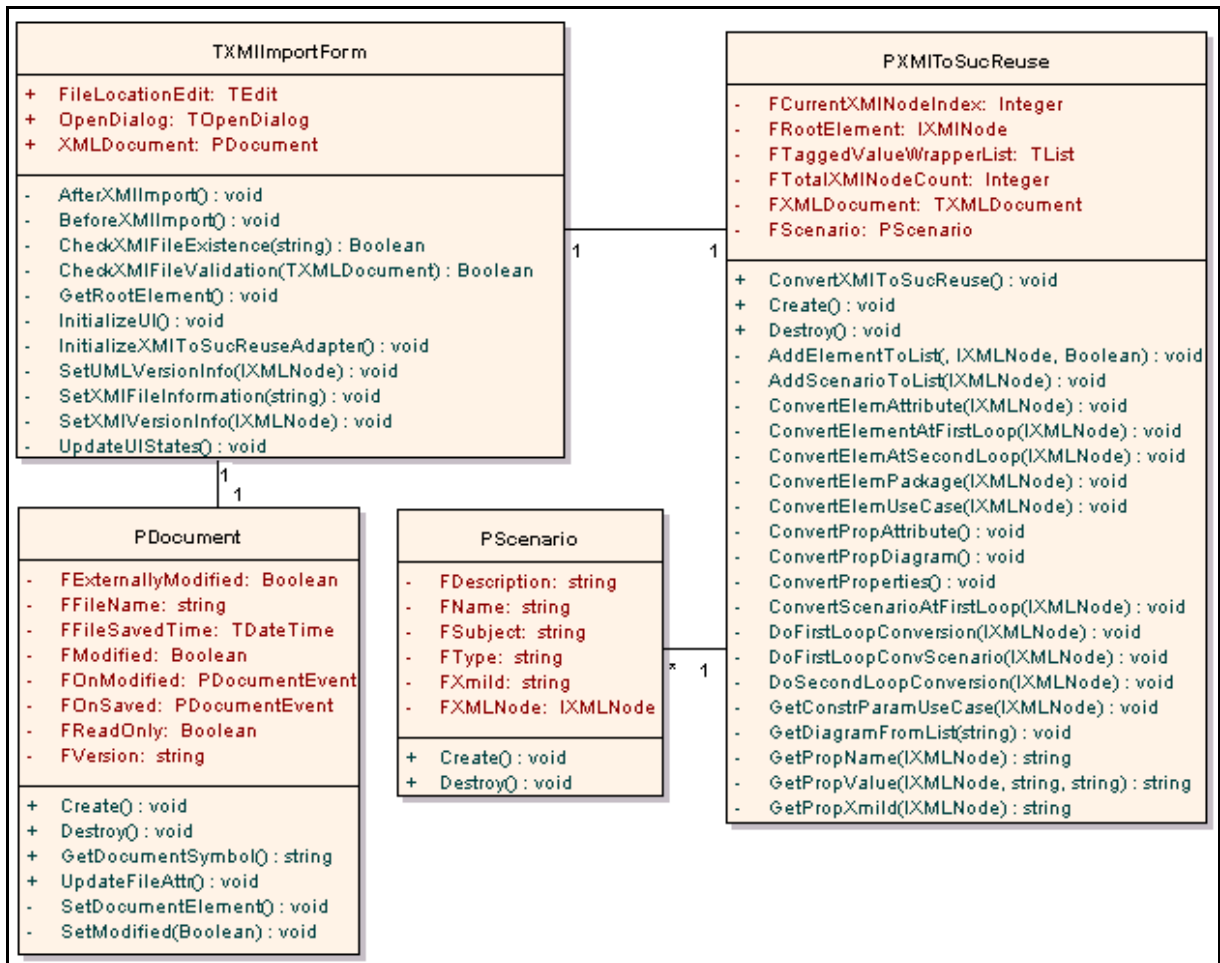 TXMIImportForm
+ FileLocationEdit: TEdit
+ OpenDialog: TOpenDialog
+ XMLDocument: PDocument
- AfterXMIImport() : void
- BeforeXMIImport() : void
- CheckXMIFileExistence(string) : Boolean
- CheckXMIFileValidation(TXMLDocument) : Boolean
- GetRootElement() : void
- InitializeUI() : void
- InitializeXMIToSucReuseAdapter() : void
- SetUMLVersionInfo(IXMLNode) : void
- SetXMIFileInformation(string) : void
- SetXMIVersionInfo(IXMLNode) : void
- UpdateUIStates() : void
1
1
PXMIToSucReuse
- FCurrentXMINodeIndex: Integer
- FRootElement: IXMINode
- FTaggedValueWrapperList: TList
- FTotalXMINodeCount: Integer
- FXMLDocument: TXMLDocument
- FScenario: PScenario
+ ConvertXMIToSucReuse() : void
+ Create() : void
+ Destroy() : void
- AddElementToList(, IXMLNode, Boolean) : void
- AddScenarioToList(IXMLNode) : void
- ConvertElemAttribute(IXMLNode) : void
- ConvertElementAtFirstLoop(IXMLNode) : void
- ConvertElemAtSecondLoop(IXMLNode) : void
- ConvertElemPackage(IXMLNode) : void
- ConvertElemUseCase(IXMLNode) : void
- ConvertPropAttribute() : void
- ConvertPropDiagram() : void
- ConvertProperties() : void
- ConvertScenarioAtFirstLoop(IXMLNode) : void
- DoFirstLoopConversion(IXMLNode) : void
- DoFirstLoopConvScenario(IXMLNode) : void
- DoSecondLoopConversion(IXMLNode) : void
- GetConstrParamUseCase(IXMLNode) : void
- GetDiagramFromList(string) : void
- GetPropName(IXMLNode) : string
- GetPropValue(IXMLNode, string, string) : string
- GetPropXmiId(IXMLNode) : string
1
1
PDocument
- FExternallyModified: Boolean
- FFileName: string
- FFileSavedTime: TDateTime
- FModified: Boolean
- FOnModified: PDocumentEvent
- FOnSaved: PDocumentEvent
- FReadOnly: Boolean
- FVersion: string
+ Create() : void
+ Destroy() : void
+ GetDocumentSymbol() : string
+ UpdateFileAttr() : void
- SetDocumentElement() : void
- SetModified(Boolean) : void
PScenario
- FDescription: string
- FName: string
- FSubject: string
- FType: string
- FXmiId: string
- FXMLNode: IXMLNode
+ Create() : void
+ Destroy() : void
*
1